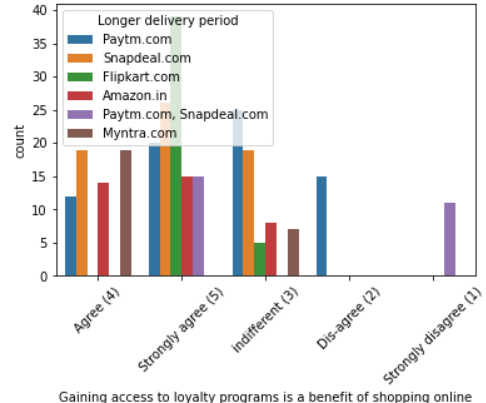 Longer delivery period
Paytm.com
Snapdeal.com
Flipkart.com
Amazon.in
Paytm.com, Snapdeal.com
Myntra.com
40
35
30
25
20
15
10
5
0
count
Agree (4)
Strongly agree (5)
indifferent (3)
Dis-agree (2)
Strongly disagree (1)
Gaining access to loyalty programs is a benefit of shopping online